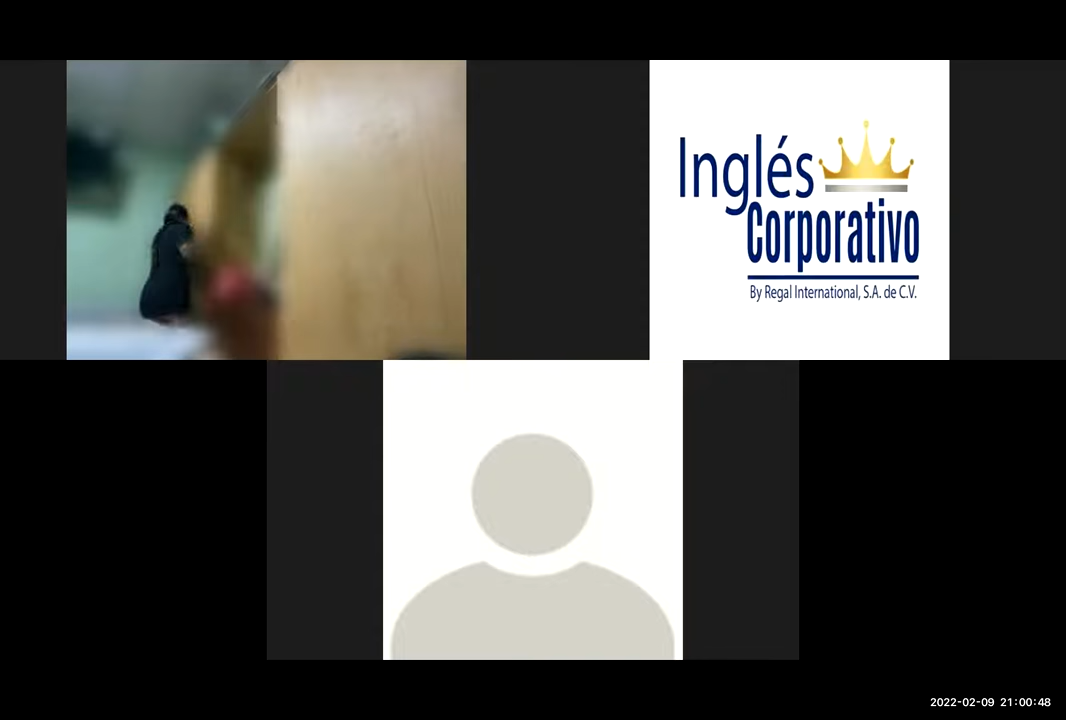 Inglés
Corporativo
By Regal International, S.A. de C.V.
2022-02-09 21:00:48